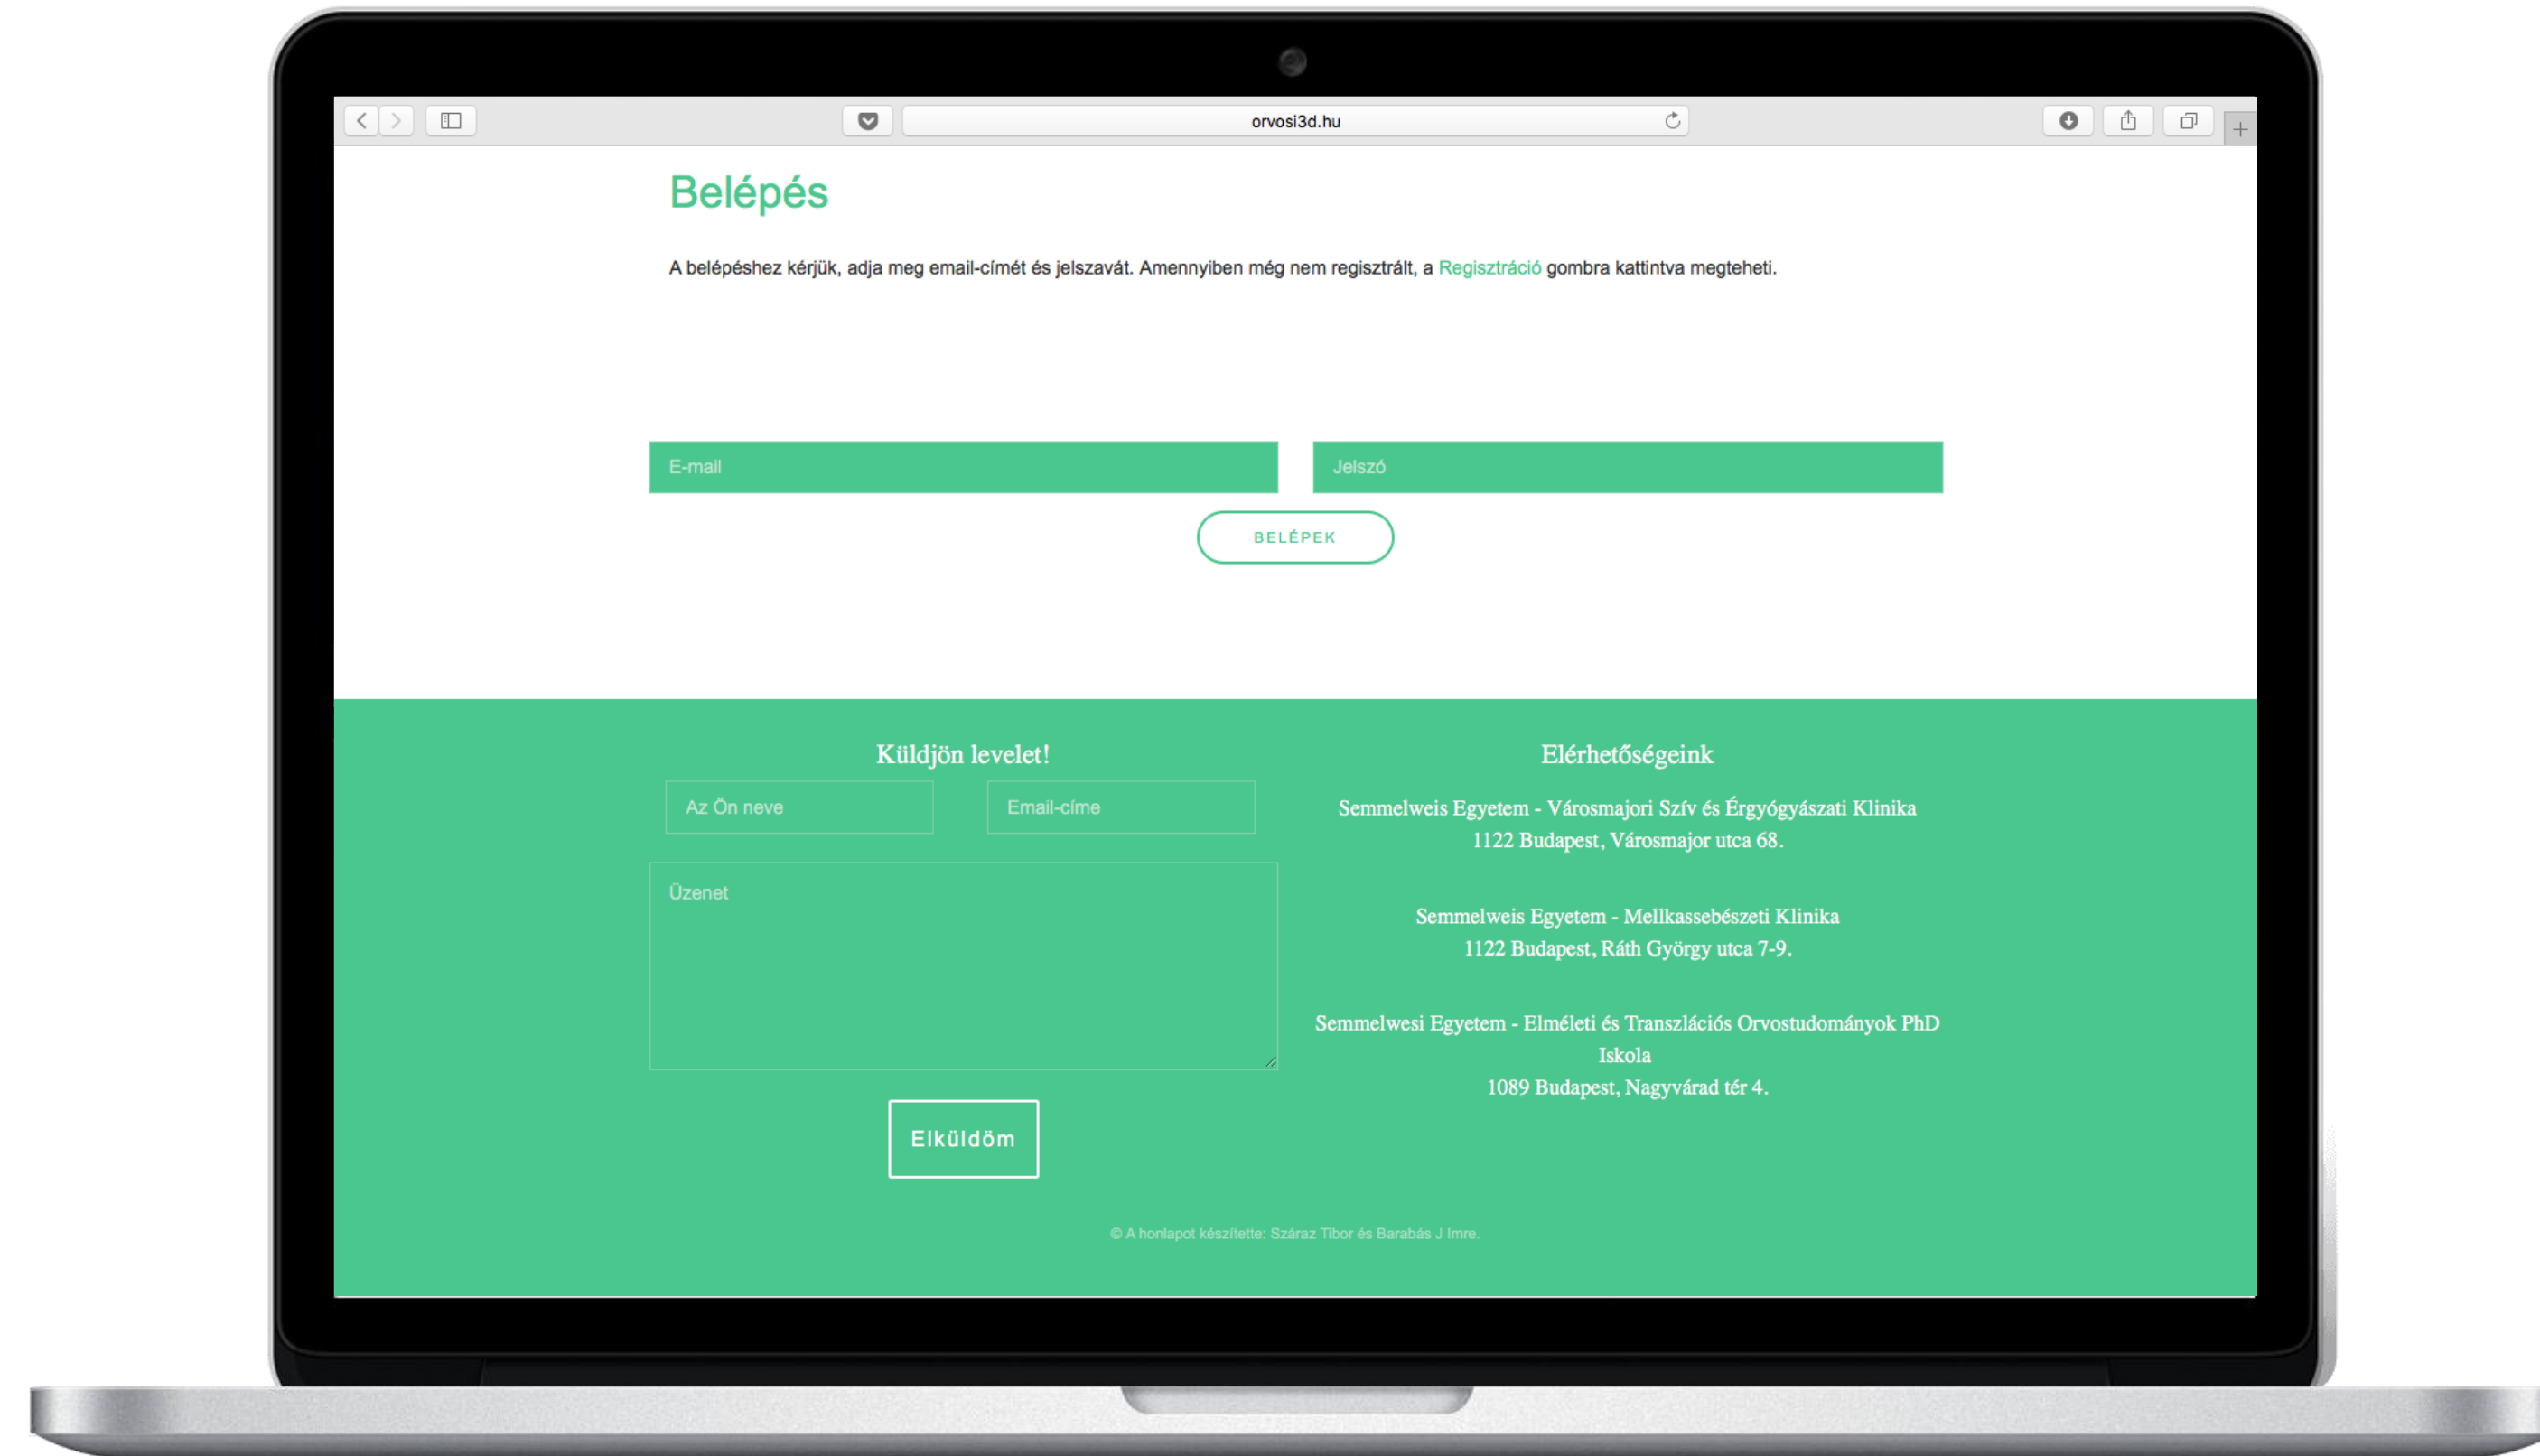 orvosi3d.hu
Belépés
A belépéshez kérjük, adja meg email-címét és jelszavát. Amennyiben még nem regisztrált, a Regisztráció gombra kattintva megteheti.
E-mail
Jelszó
BELÉPEK
Küldjön levelet!
Az Ön neve
Email-címe
Üzenet
Elküldöm
Elérhetőségeink
Semmelweis Egyetem - Városmajori Szív és Érgyógyászati Klinika
1122 Budapest, Városmajor utca 68.
Semmelweis Egyetem - Mellkassebészeti Klinika
1122 Budapest, Ráth György utca 7-9.
Semmelwesi Egyetem - Elméleti és Transzlációs Orvostudományok PhD
Iskola
1089 Budapest, Nagyvárad tér 4.
© A honlapot készítette: Száraz Tibor és Barabás J Imre.